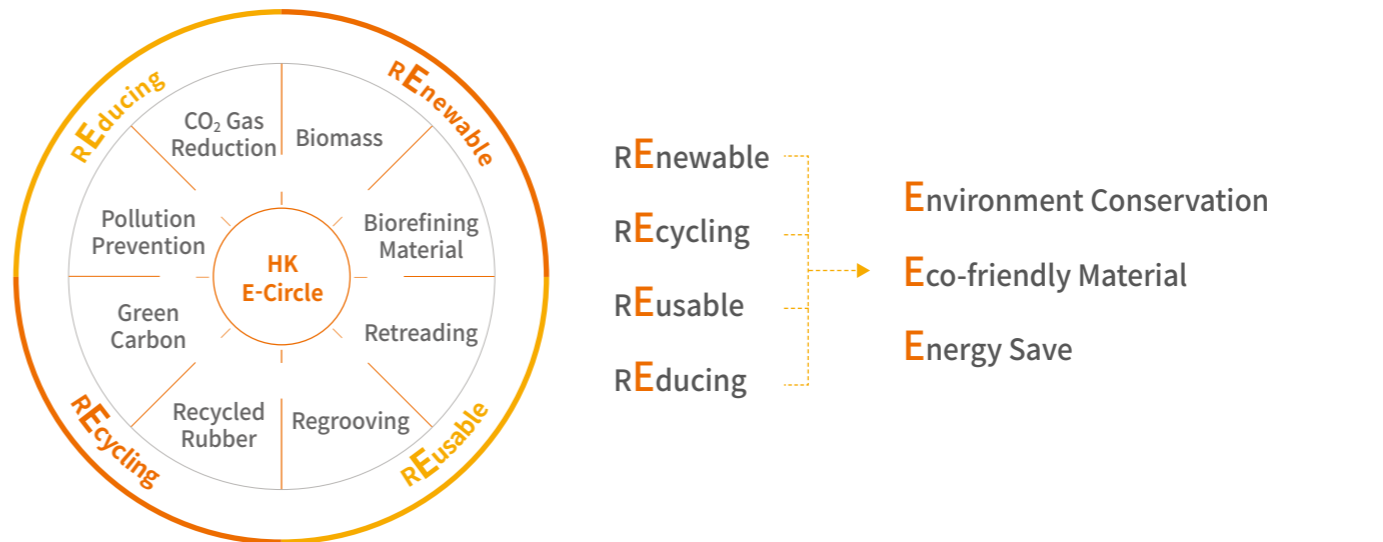 REducing
REnewable
CO₂ Gas
Reduction
Biomass
Pollution
Prevention
Biorefining
Material
HK
E-Circle
Green
Carbon
Retreading
Recycled
Rubber
Regrooving
REcycling
REusable
REnewable
REcycling
REusable
REducing
Environment Conservation
Eco-friendly Material
Energy Save